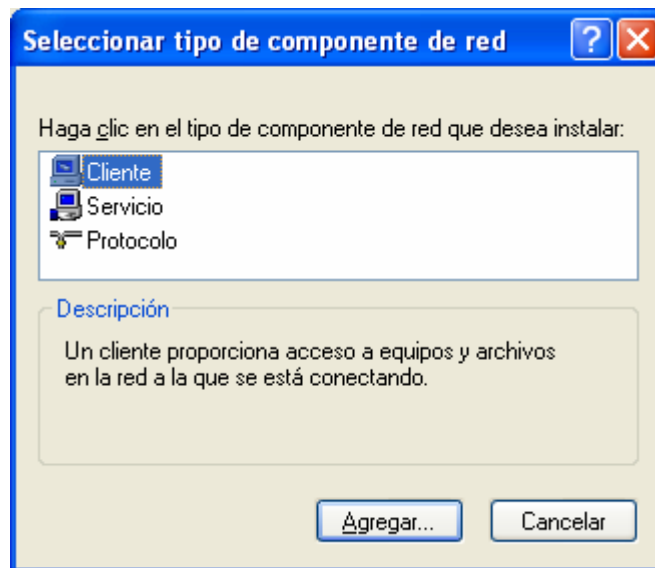 Seleccionar tipo de componente de red
Haga clic en el tipo de componente de red que desea instalar:
Cliente
Servicio
Protocolo
Descripción
Un cliente proporciona acceso a equipos y archivos
en la red a la que se está conectando.
Agregar... Cancelar